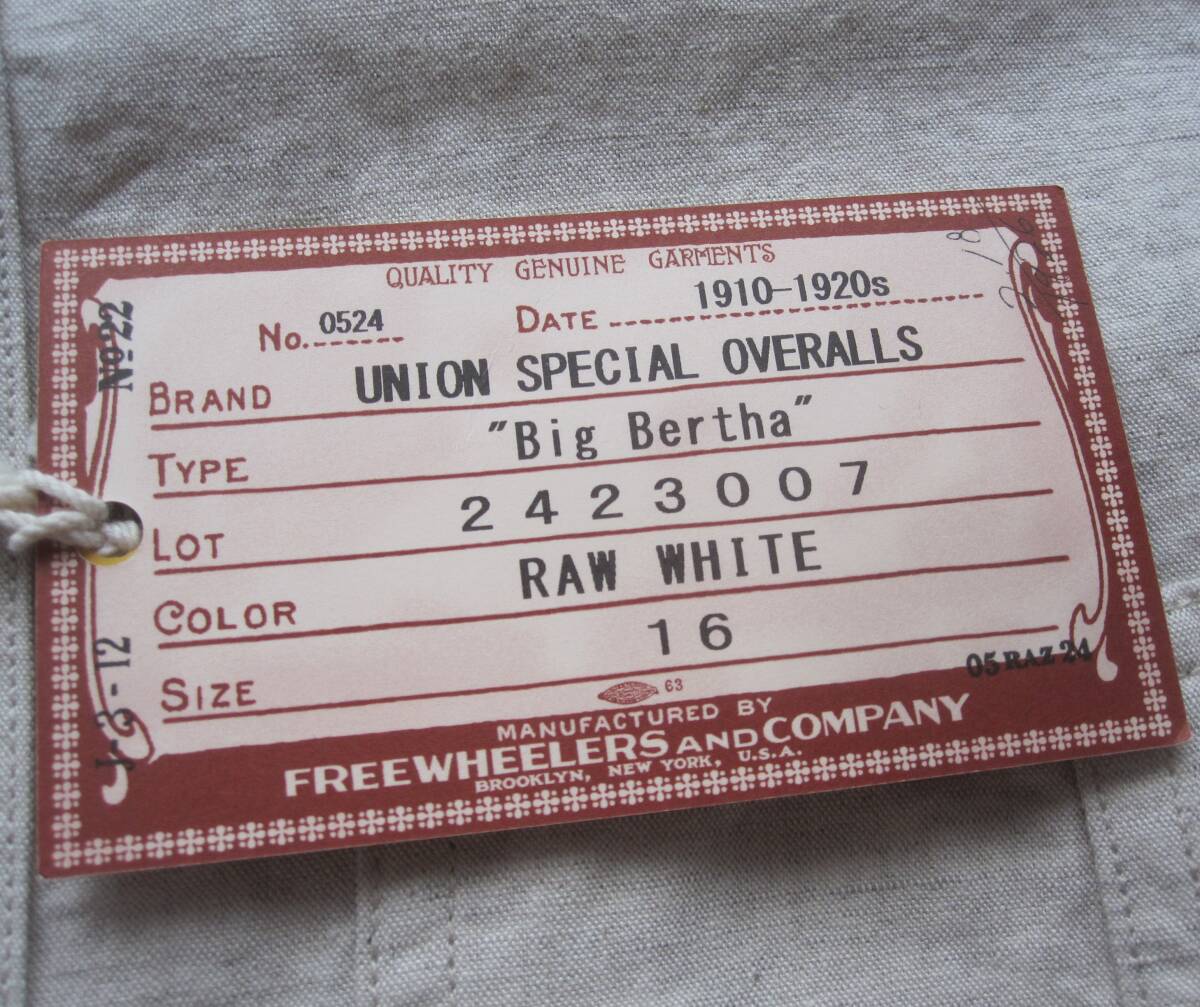 QUALITY GENUINE GARMENTS
No. 0524 DATE 1910-1920s
No 22
BRAND UNION SPECIAL OVERALLS
TYPE "Big Bertha"
LOT 2423007
COLOR RAW WHITE
SIZE 16
J-3-12
05 RAZ 24
63
MANUFACTURED BY
FREEWHEELERS AND COMPANY
BROOKLYN, NEW YORK, U.S.A.